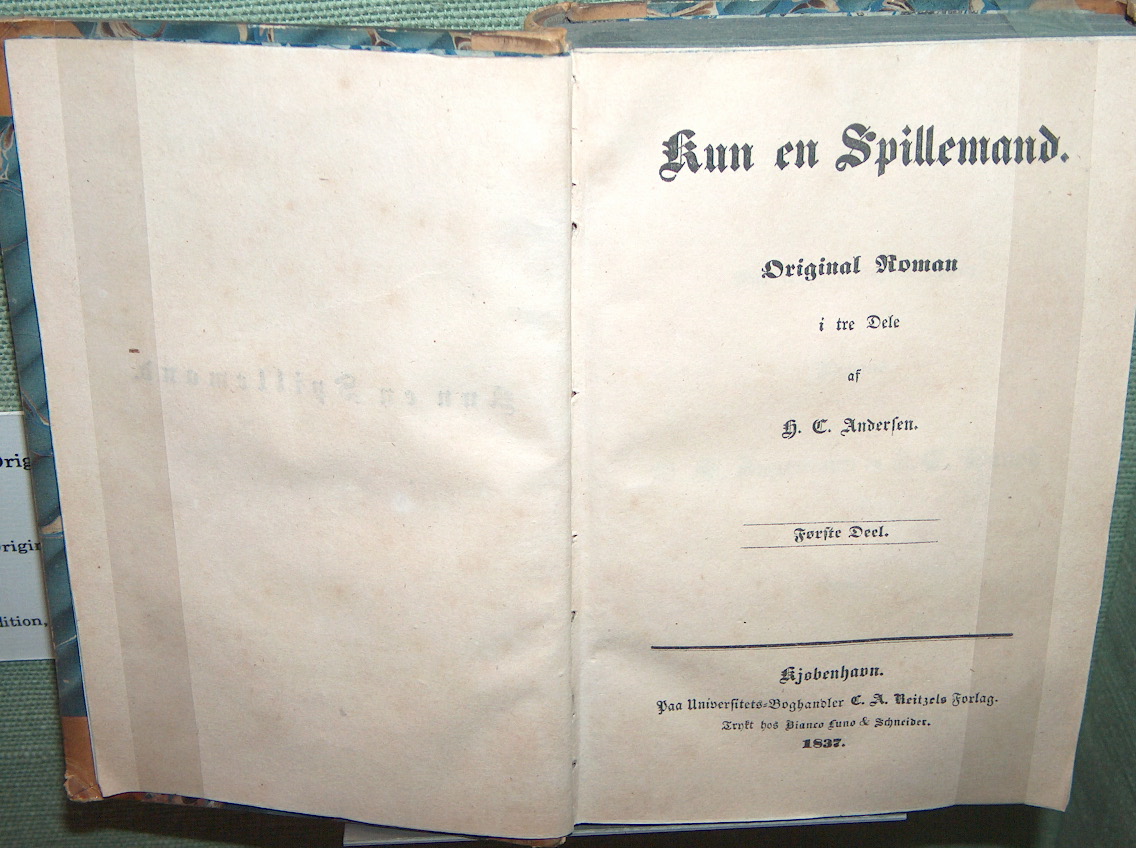 Kun en Spillemand.
Original Roman
i tre Dele
af
H. C. Andersen.
Første Deel.
Kjøbenhavn.
Paa Universitets-Boghandler C. A. Reitzels Forlag.
Trykt hos Bianco Luno & Schneider.
1837.